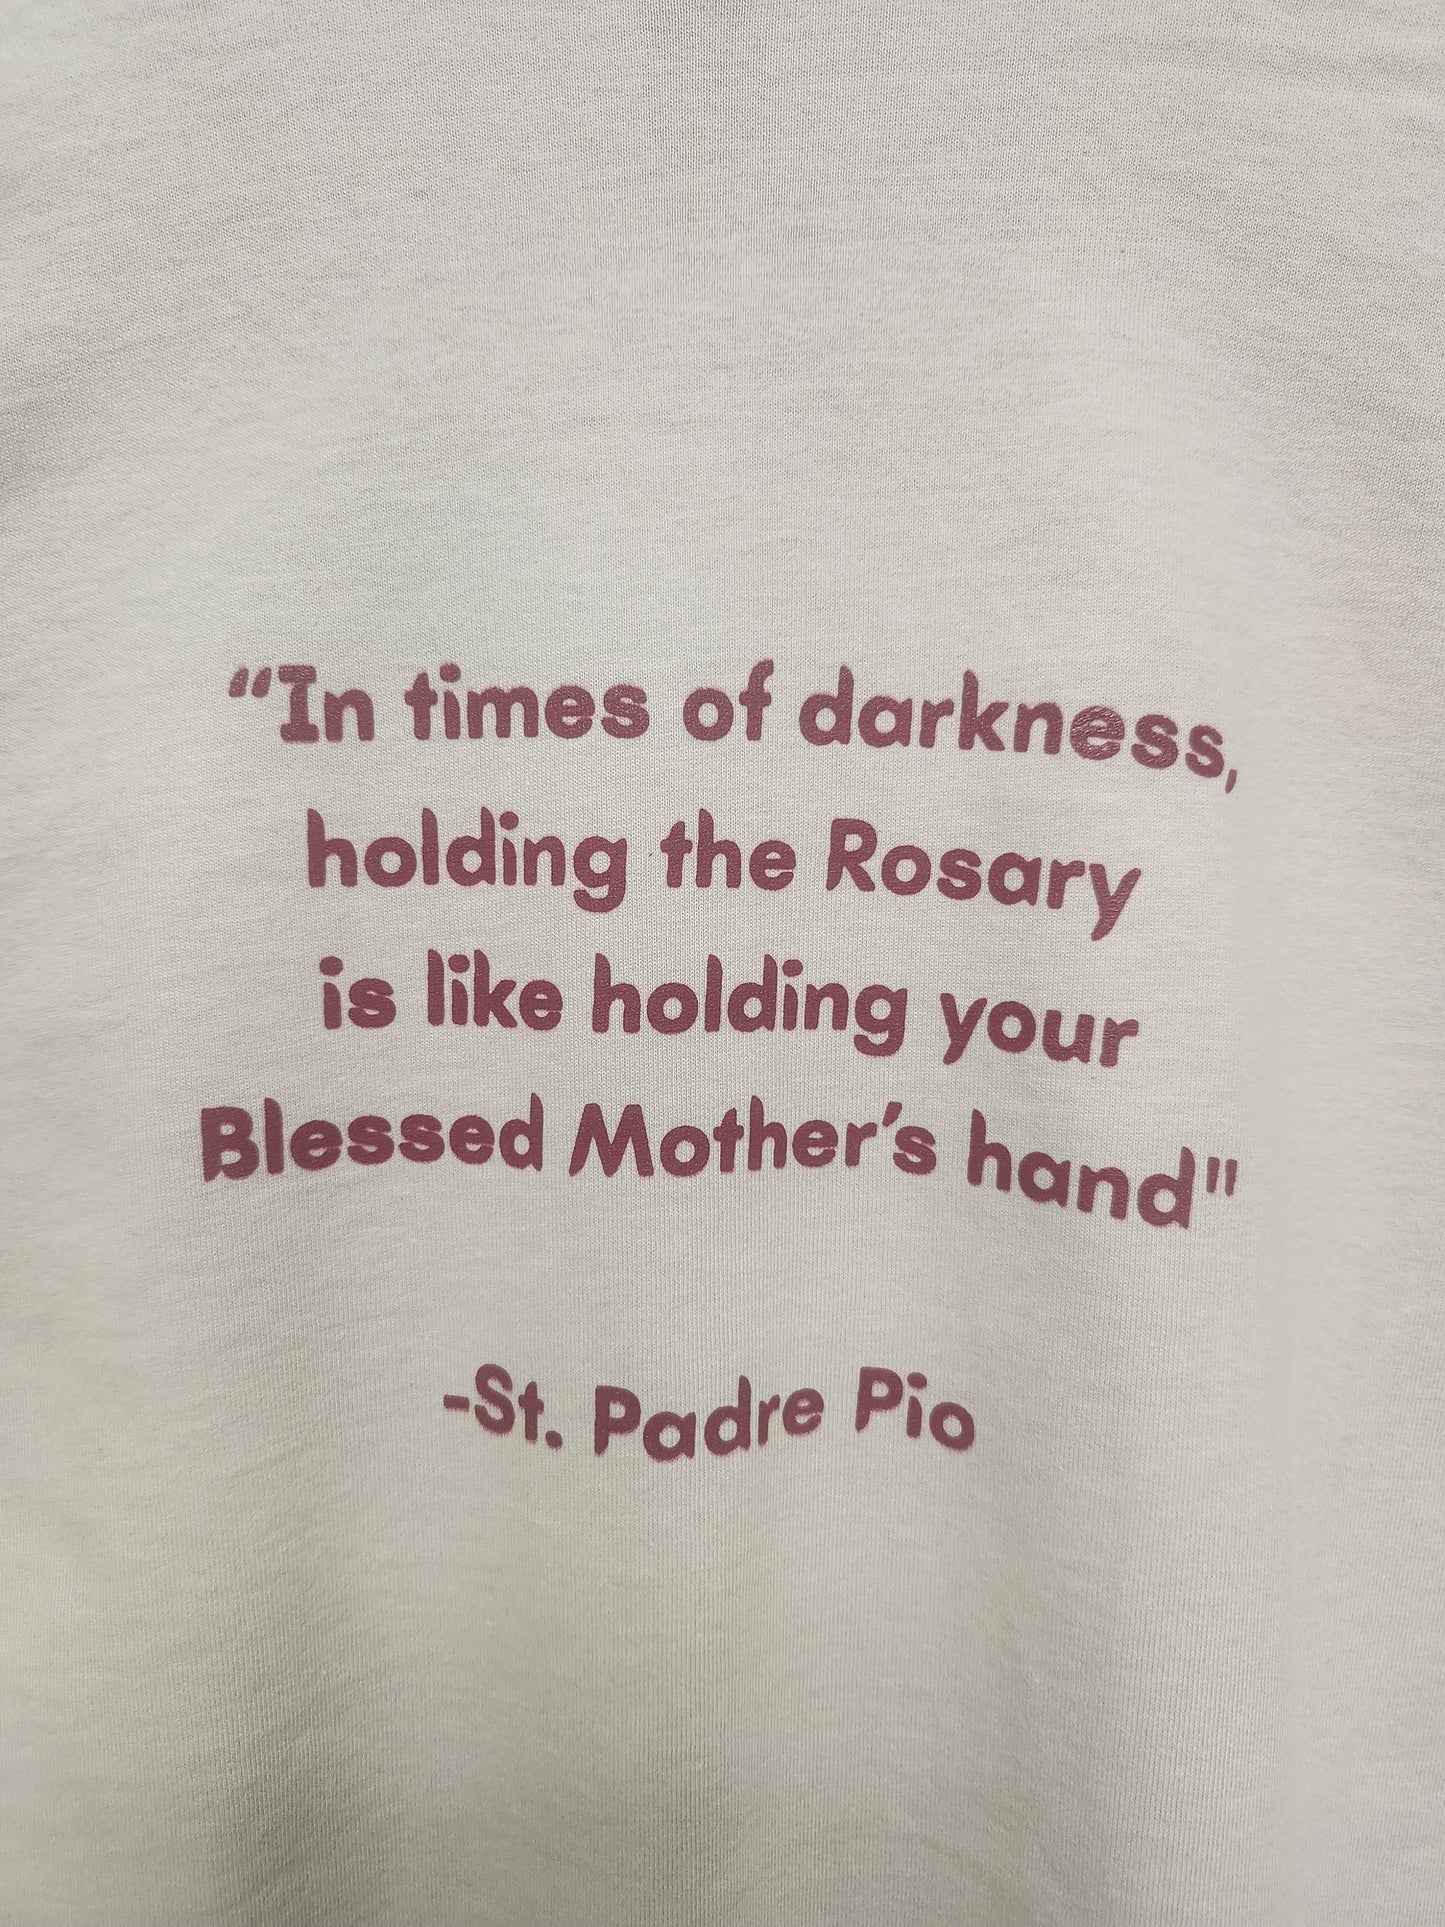 “In times of darkness,
holding the Rosary
is like holding your
Blessed Mother’s hand"
-St. Padre Pio